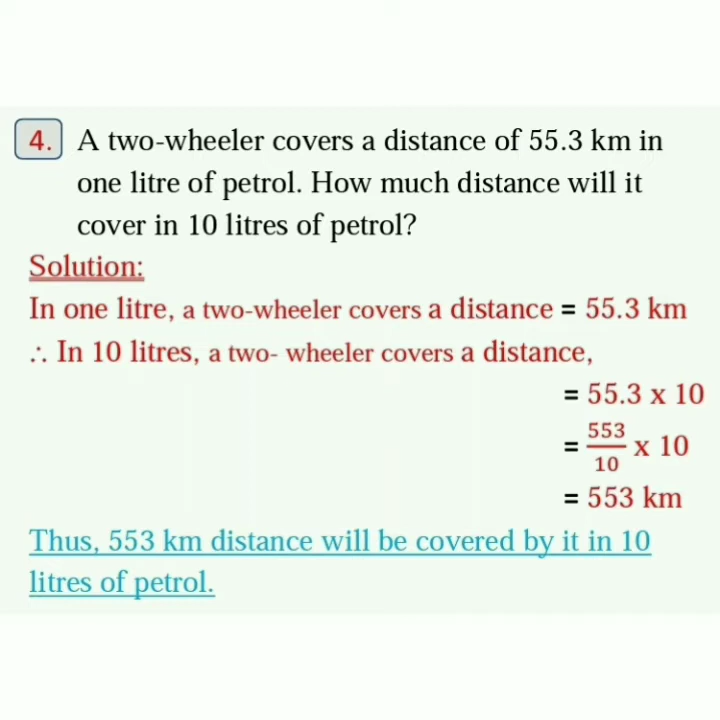 4. A two-wheeler covers a distance of 55.3 km in
one litre of petrol. How much distance will it
cover in 10 litres of petrol?
Solution:
In one litre, a two-wheeler covers a distance = 55.3 km
∴ In 10 litres, a two- wheeler covers a distance,
= 55.3 x 10
= 553/10 x 10
= 553 km
Thus, 553 km distance will be covered by it in 10
litres of petrol.